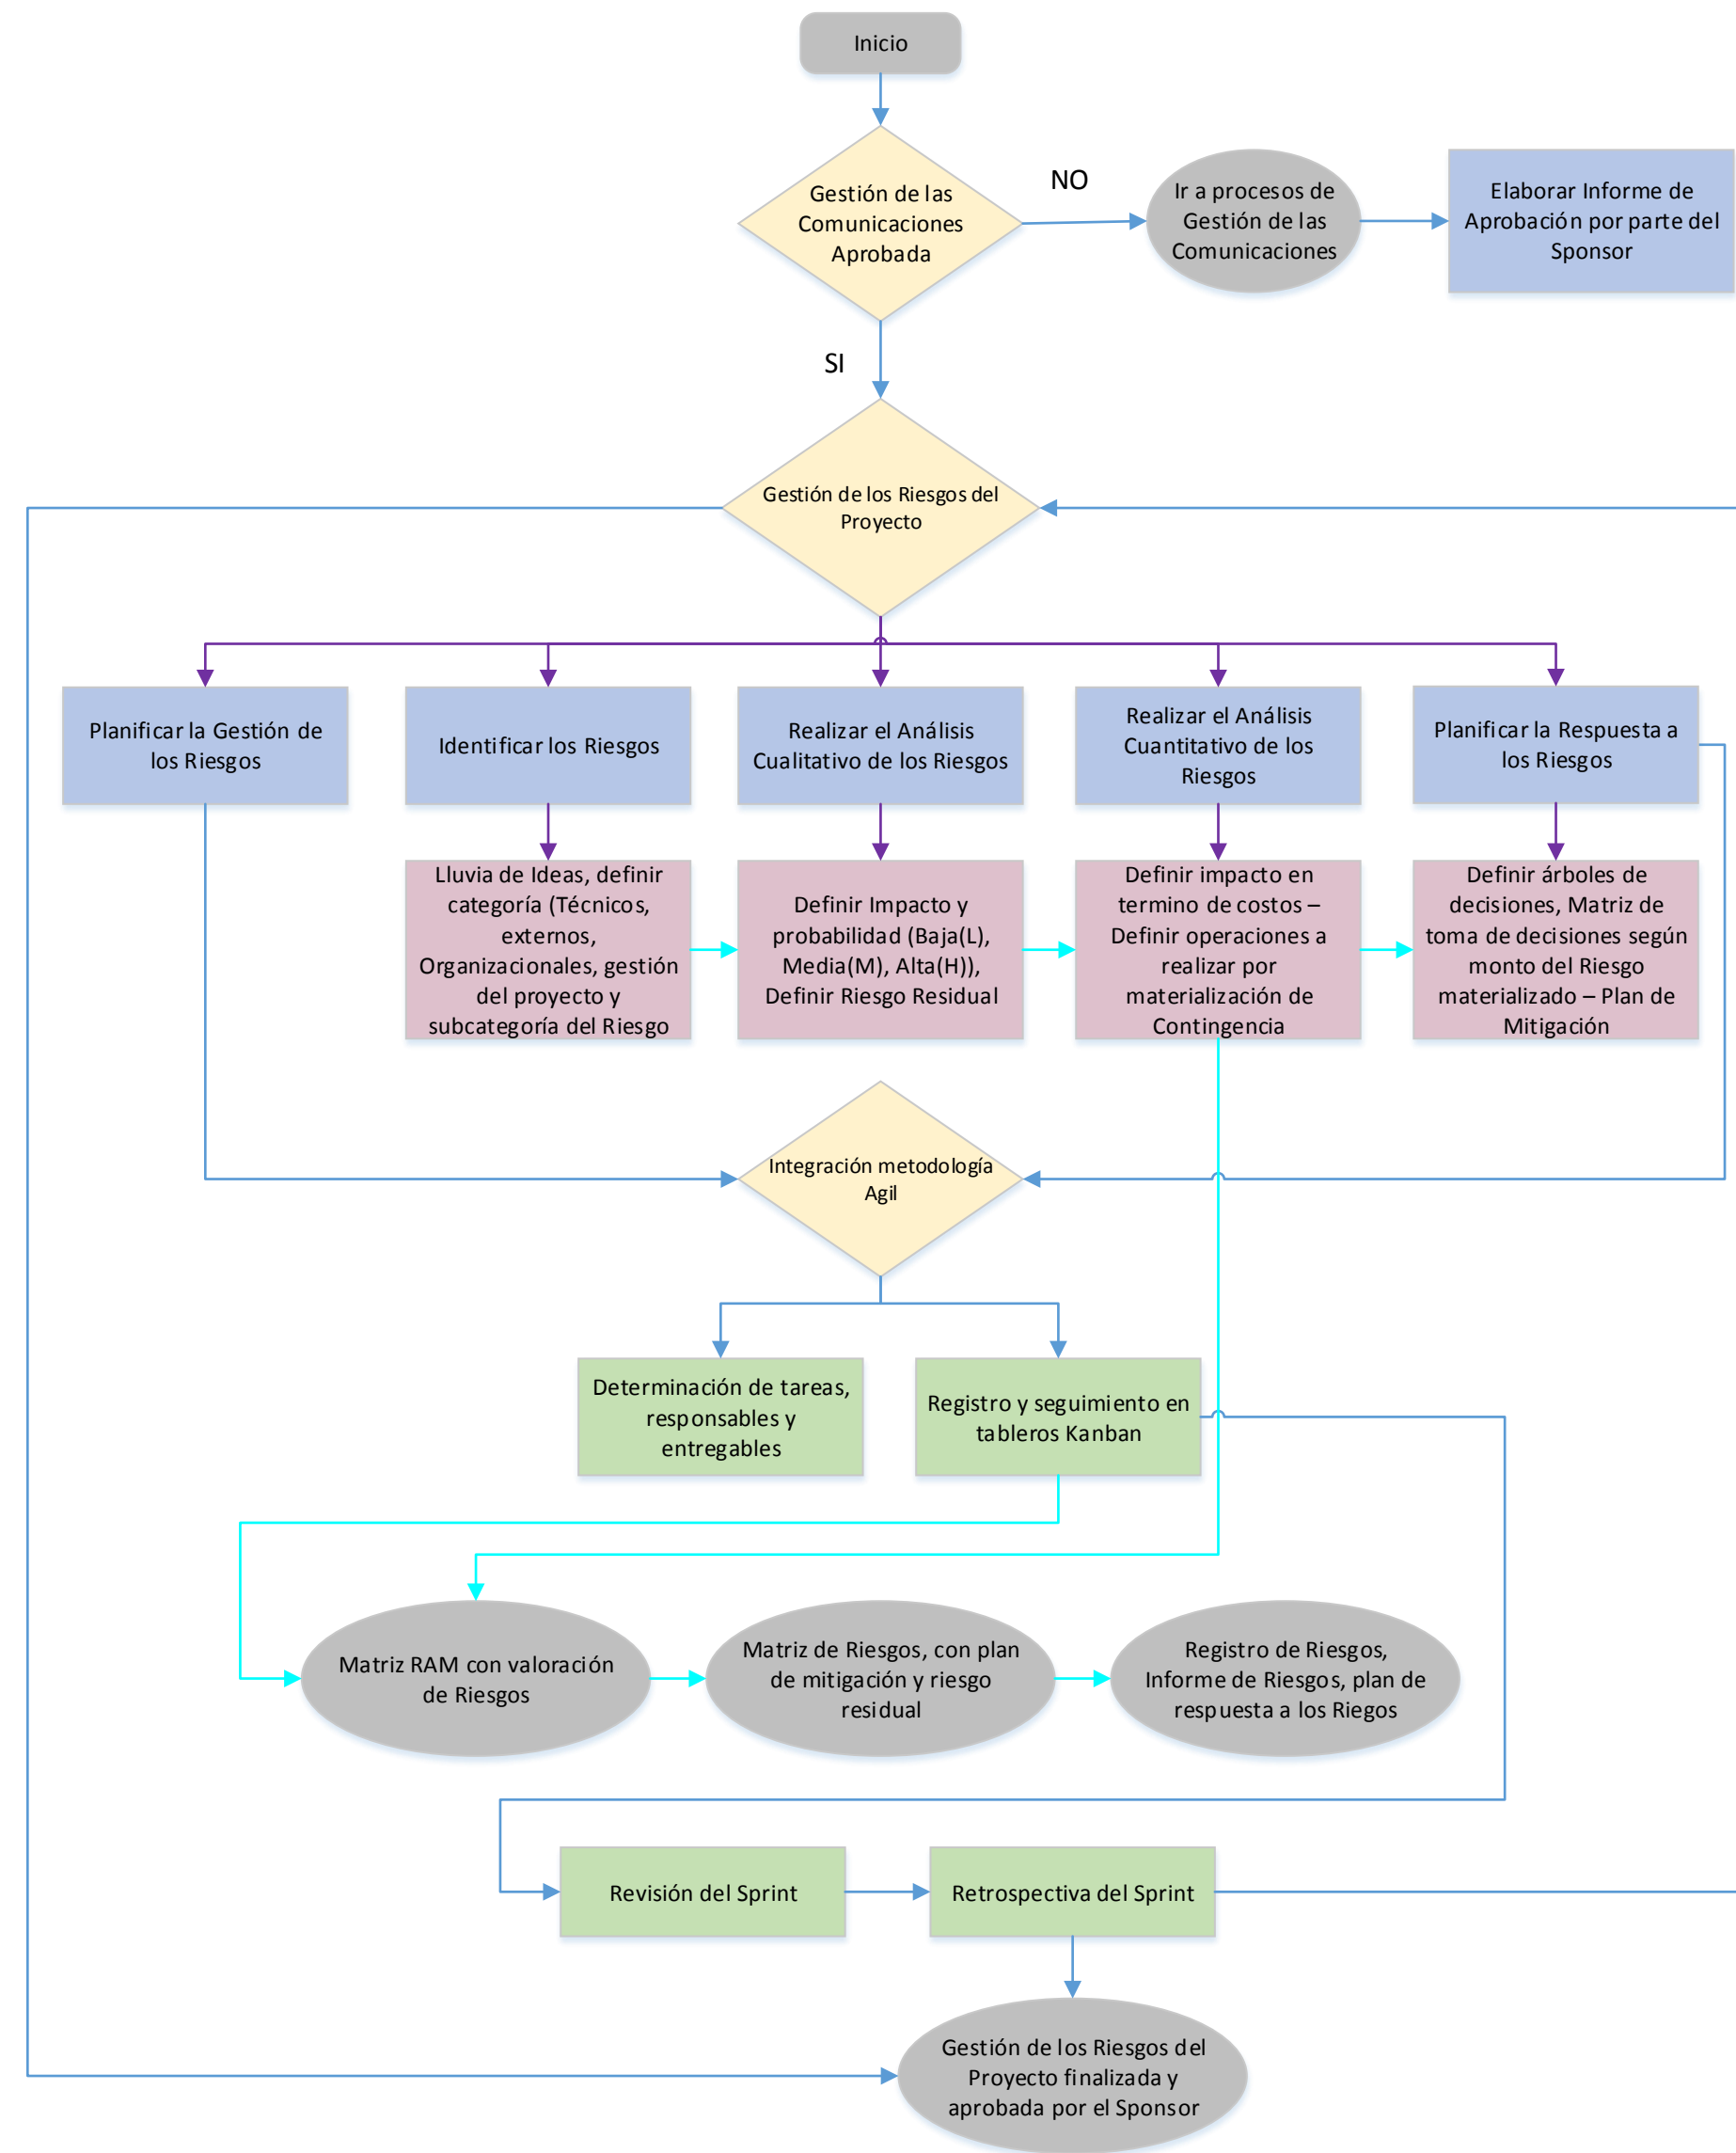 Inicio
Gestión de las
Comunicaciones
Aprobada
NO
Ir a procesos de
Gestión de las
Comunicaciones
Elaborar Informe de
Aprobación por parte del
Sponsor
SI
Gestión de los Riesgos del
Proyecto
Planificar la Gestión de
los Riesgos
Identificar los Riesgos
Realizar el Análisis
Cualitativo de los Riesgos
Realizar el Análisis
Cuantitativo de los
Riesgos
Planificar la Respuesta a
los Riesgos
Lluvia de Ideas, definir
categoría (Técnicos,
externos,
Organizacionales, gestión
del proyecto y
subcategoría del Riesgo
Definir Impacto y
probabilidad (Baja(L),
Media(M), Alta(H)),
Definir Riesgo Residual
Definir impacto en
termino de costos –
Definir operaciones a
realizar por
materialización de
Contingencia
Definir árboles de
decisiones, Matriz de
toma de decisiones según
monto del Riesgo
materializado – Plan de
Mitigación
Integración metodología
Agil
Determinación de tareas,
responsables y
entregables
Registro y seguimiento en
tableros Kanban
Matriz RAM con valoración
de Riesgos
Matriz de Riesgos, con plan
de mitigación y riesgo
residual
Registro de Riesgos,
Informe de Riesgos, plan de
respuesta a los Riegos
Revisión del Sprint
Retrospectiva del Sprint
Gestión de los Riesgos del
Proyecto finalizada y
aprobada por el Sponsor